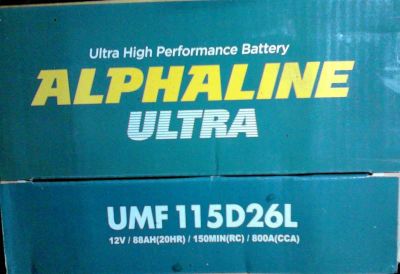 Ultra High Performance Battery
ALPHALINE
ULTRA
UMF 115D26L
12V / 88AH(20HR) / 150MIN(RC) / 800A(CCA)